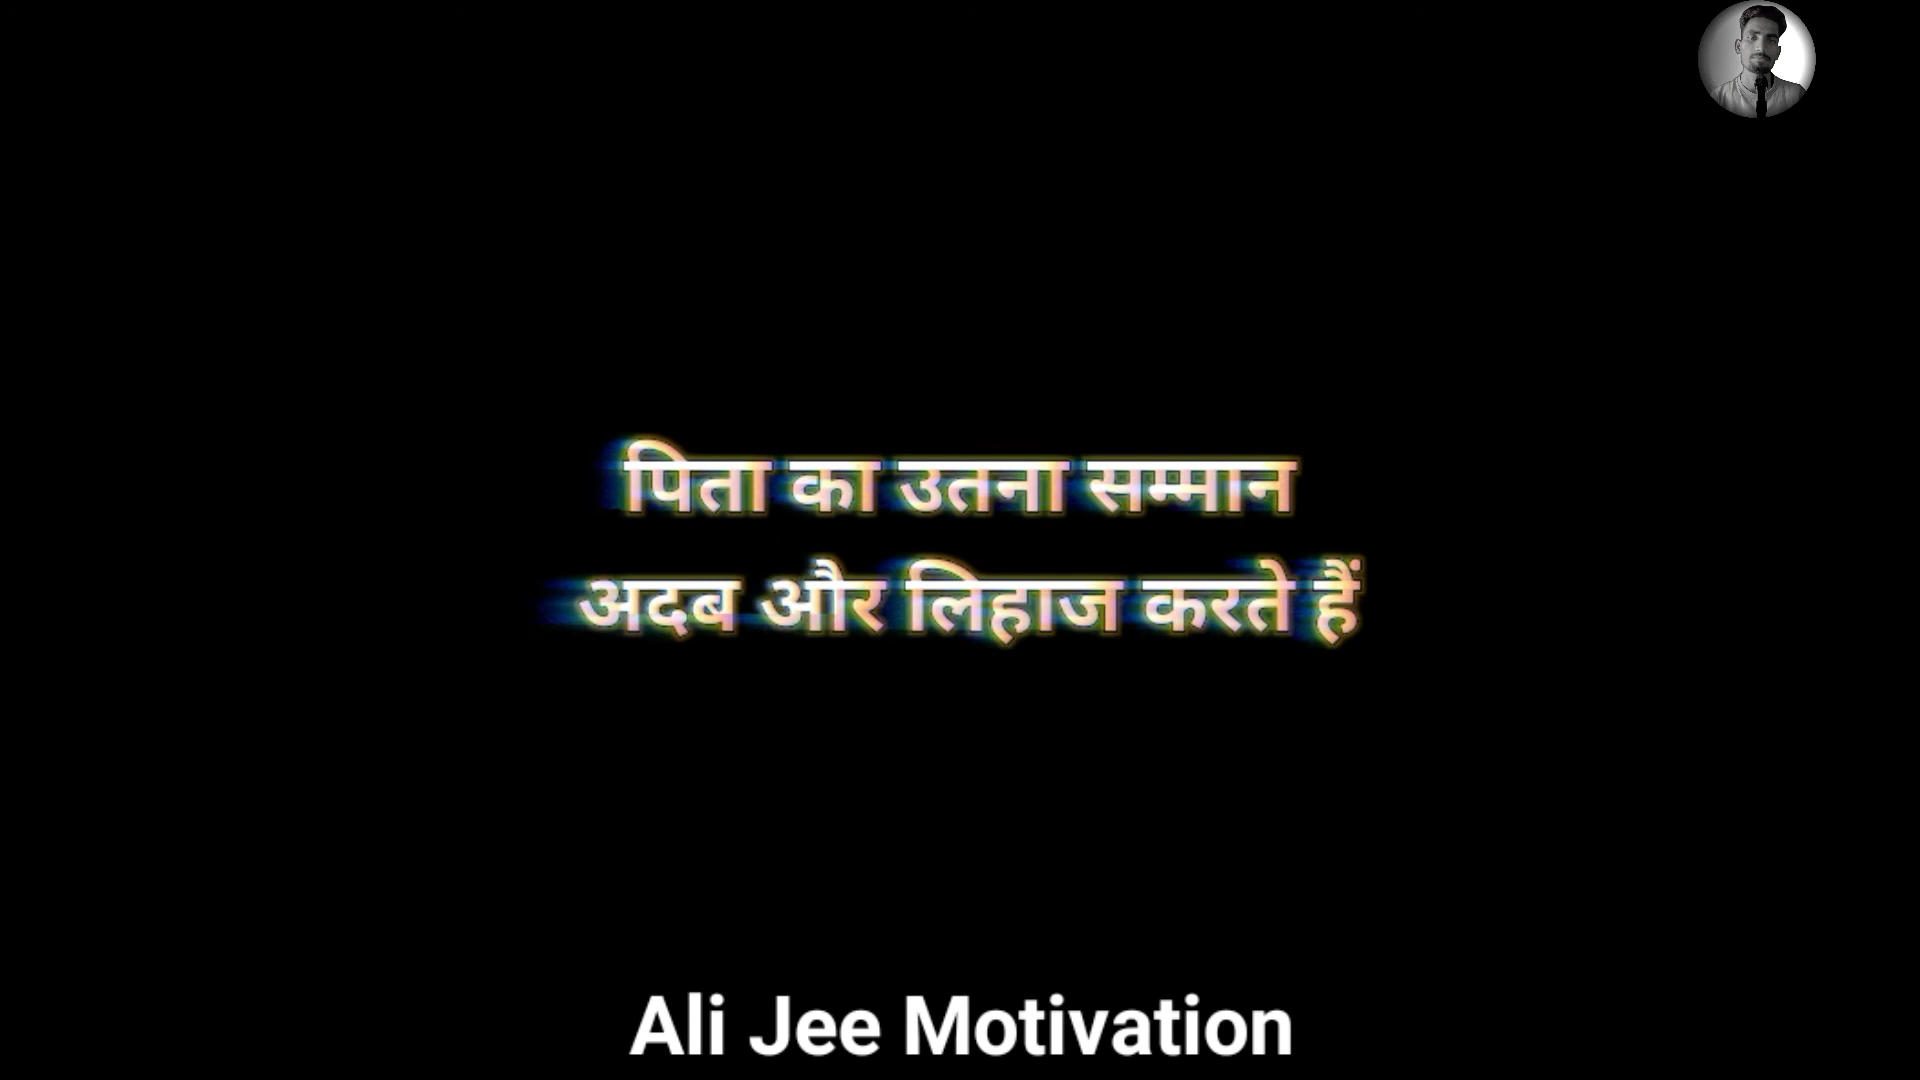 पिता का उतना सम्मान
अदब और लिहाज करते हैं
Ali Jee Motivation